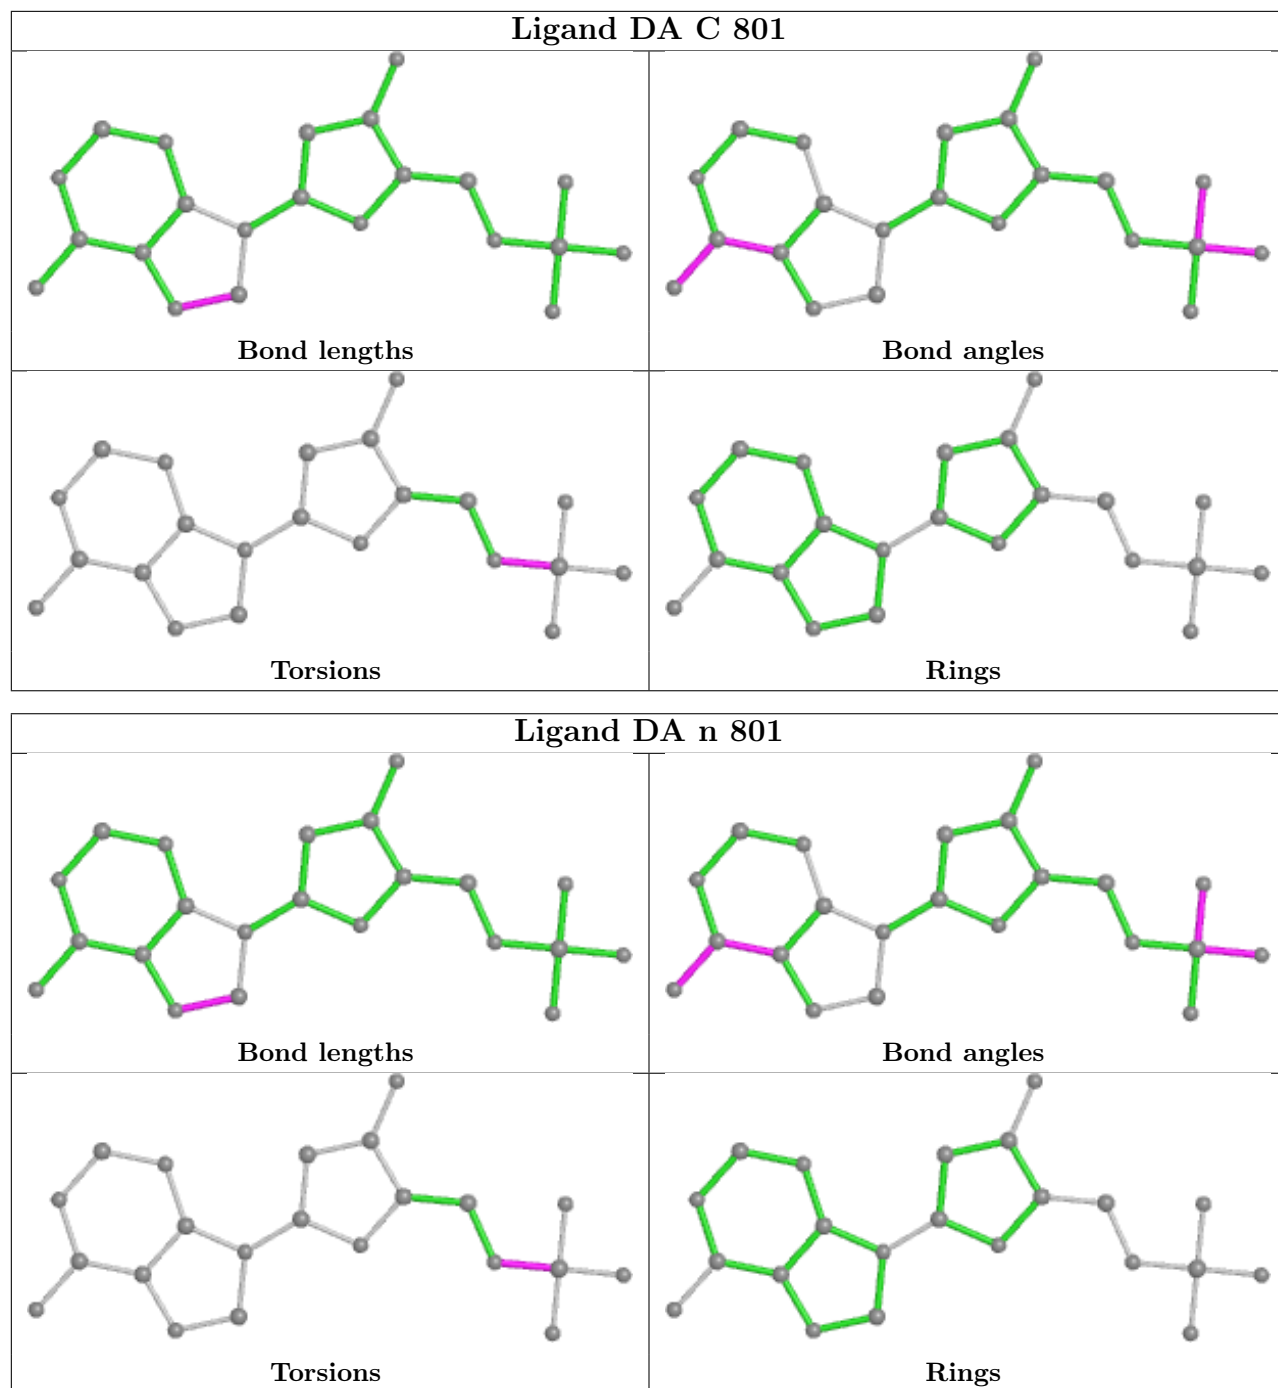 Ligand DA C 801
Bond lengths
Bond angles
Torsions
Rings
Ligand DA n 801
Bond lengths
Bond angles
Torsions
Rings